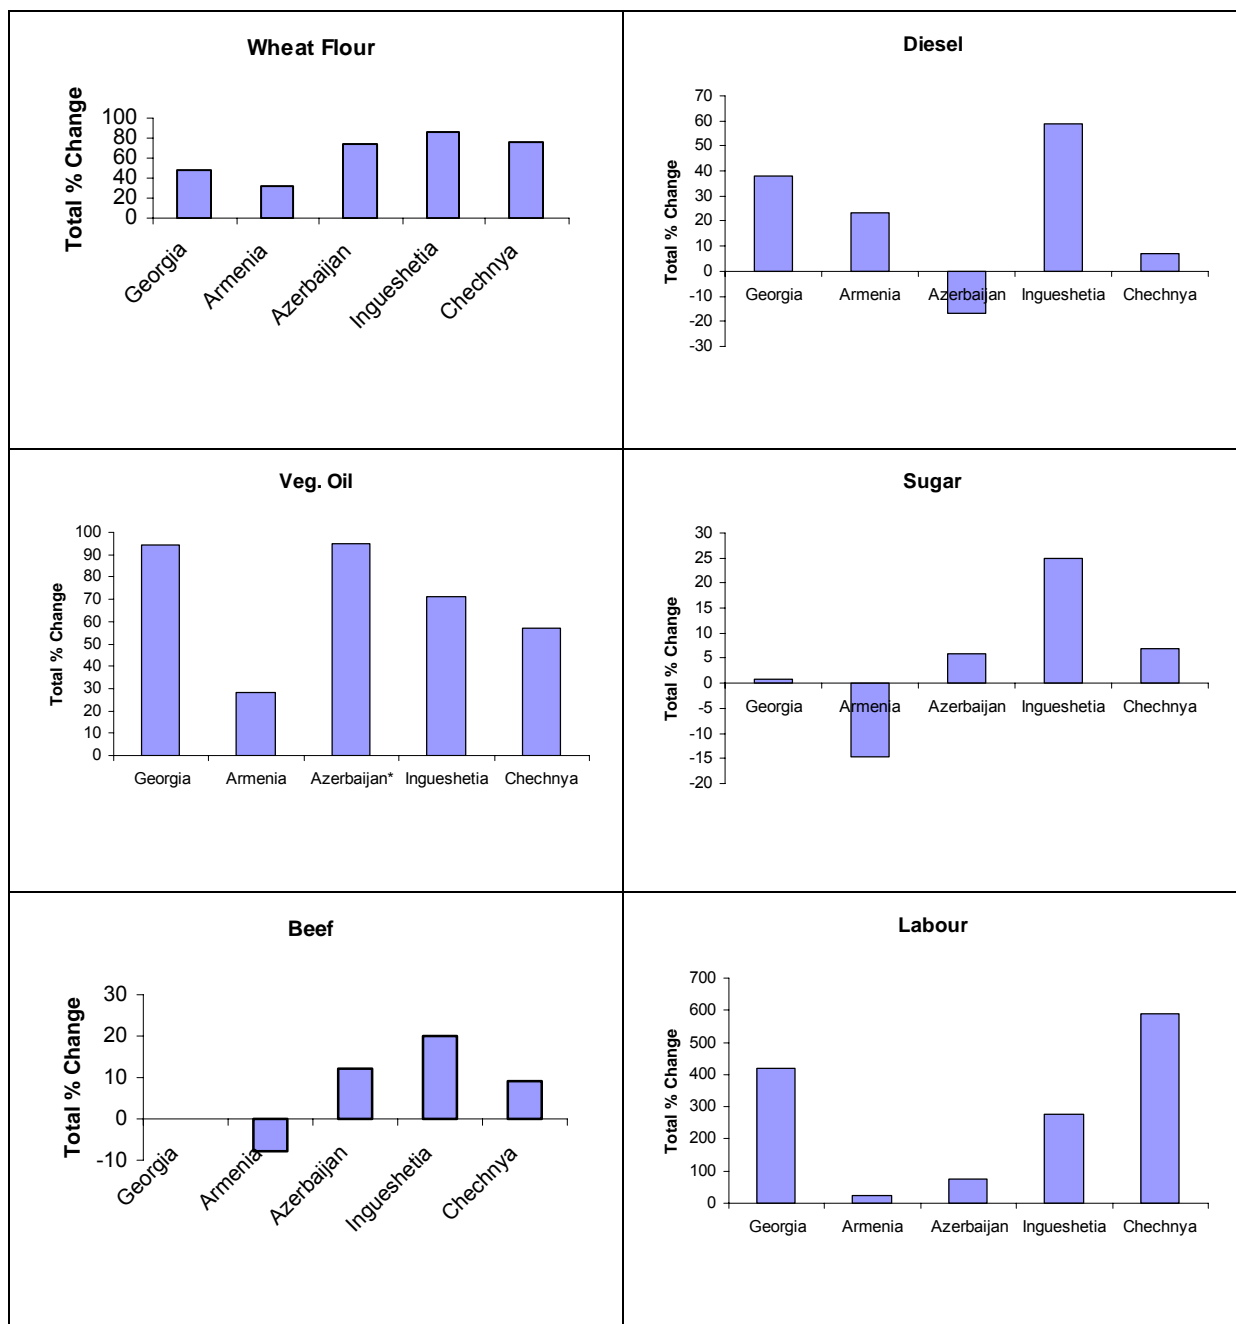 Wheat Flour
Total % Change
100
80
60
40
20
0
Georgia
Armenia
Azerbaijan
Ingueshetia
Chechnya
Diesel
Total % Change
70
60
50
40
30
20
10
0
-10
-20
-30
Georgia
Armenia
Azerbaijan
Ingueshetia
Chechnya
Veg. Oil
Total % Change
100
90
80
70
60
50
40
30
20
10
0
Georgia
Armenia
Azerbaijan*
Ingueshetia
Chechnya
Sugar
Total % Change
30
25
20
15
10
5
0
-5
-10
-15
-20
Georgia
Armenia
Azerbaijan
Ingueshetia
Chechnya
Beef
Total % Change
30
20
10
0
-10
Georgia
Armenia
Azerbaijan
Ingueshetia
Chechnya
Labour
Total % Change
700
600
500
400
300
200
100
0
Georgia
Armenia
Azerbaijan
Ingueshetia
Chechnya